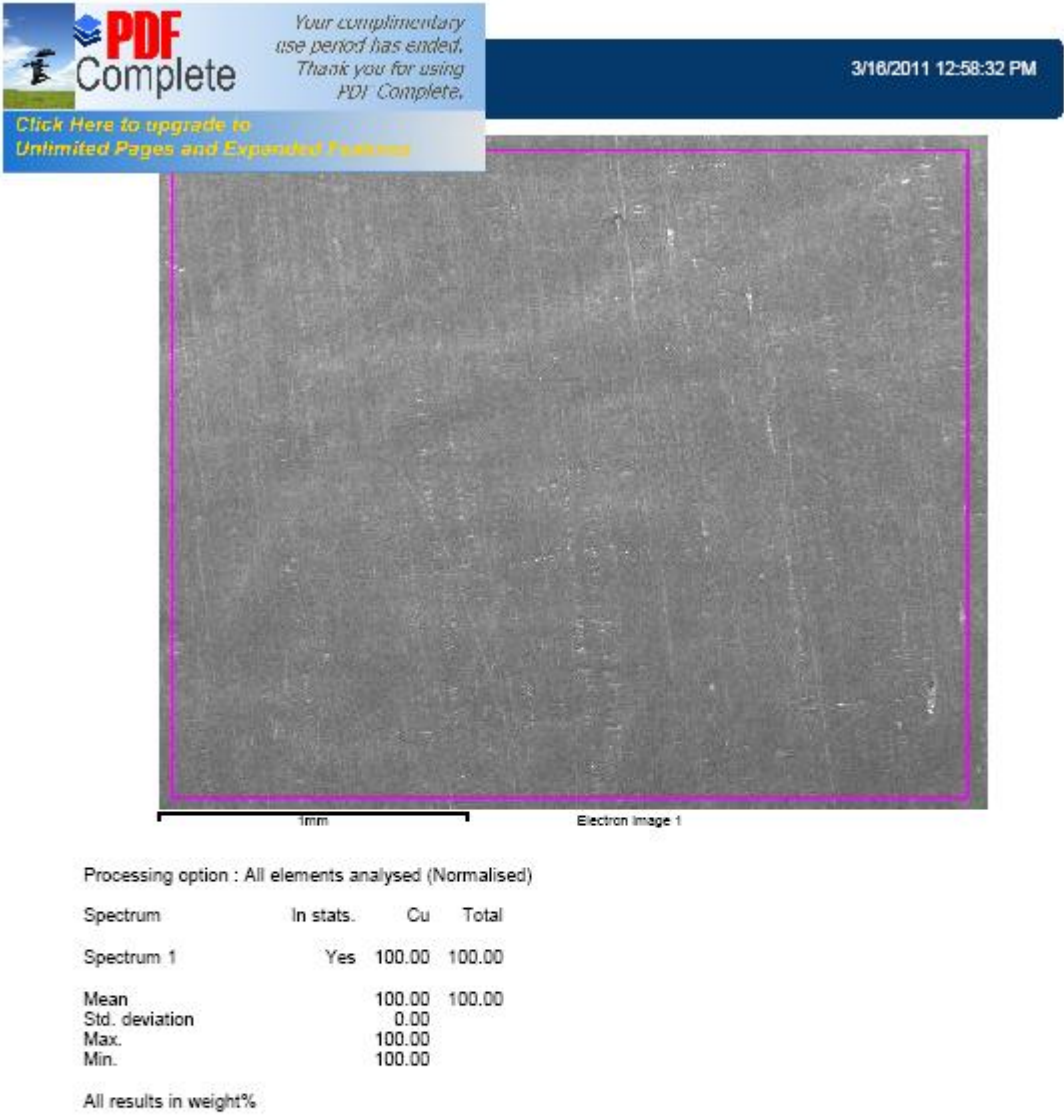 PDF
Complete
Your complimentary
use period has ended.
Thank you for using
PDF Complete.
Click Here to upgrade to
Unlimited Pages and Expanded Features
3/16/2011 12:58:32 PM
1mm
Electron Image 1
Processing option : All elements analysed (Normalised)
Spectrum In stats. Cu Total
Spectrum 1 Yes 100.00 100.00
Mean 100.00 100.00
Std. deviation 0.00
Max. 100.00
Min. 100.00
All results in weight%